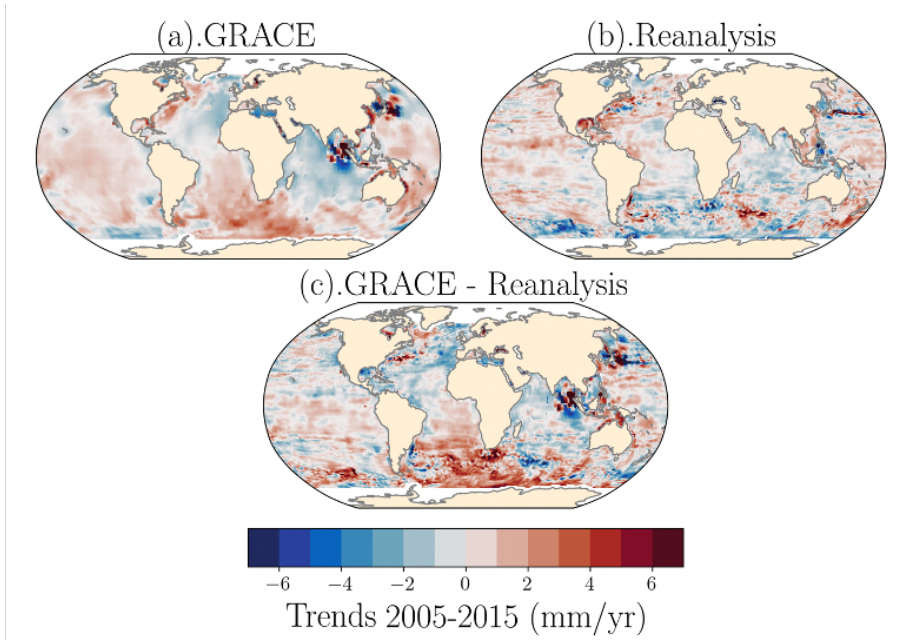 (a).GRACE
(b).Reanalysis
(c).GRACE - Reanalysis
−6 −4 −2 0 2 4 6
Trends 2005-2015 (mm/yr)